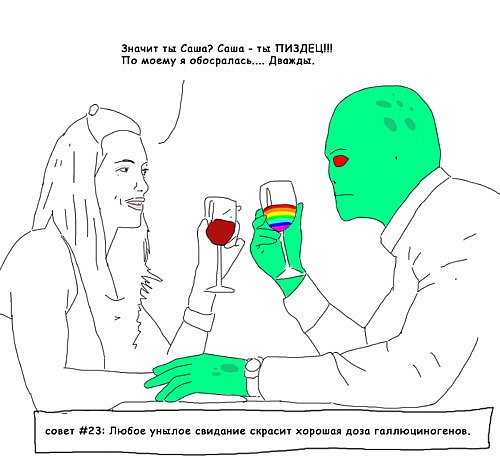 Значит ты Саша? Саша - ты ПИЗДЕЦ!!!
По моему я обосралась.... Дважды.
совет #23: Любое унылое свидание скрасит хорошая доза галлюциногенов.